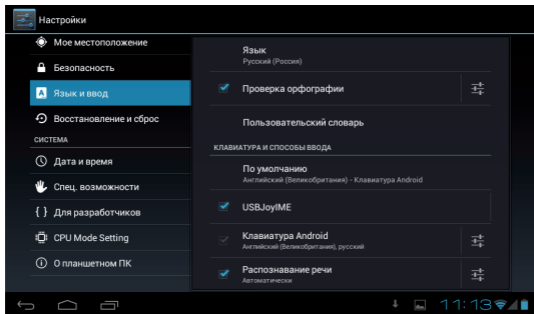 Настройки
Мое местоположение
Безопасность
Язык и ввод
Восстановление и сброс
СИСТЕМА
Дата и время
Спец. возможности
Для разработчиков
CPU Mode Setting
О планшетном ПК
Язык
Русский (Россия)
Проверка орфографии
Пользовательский словарь
КЛАВИАТУРА И СПОСОБЫ ВВОДА
По умолчанию
Английский (Великобритания) - Клавиатура Android
USBJoyIME
Клавиатура Android
Английский (Великобритания), русский
Распознавание речи
Автоматически
11:13